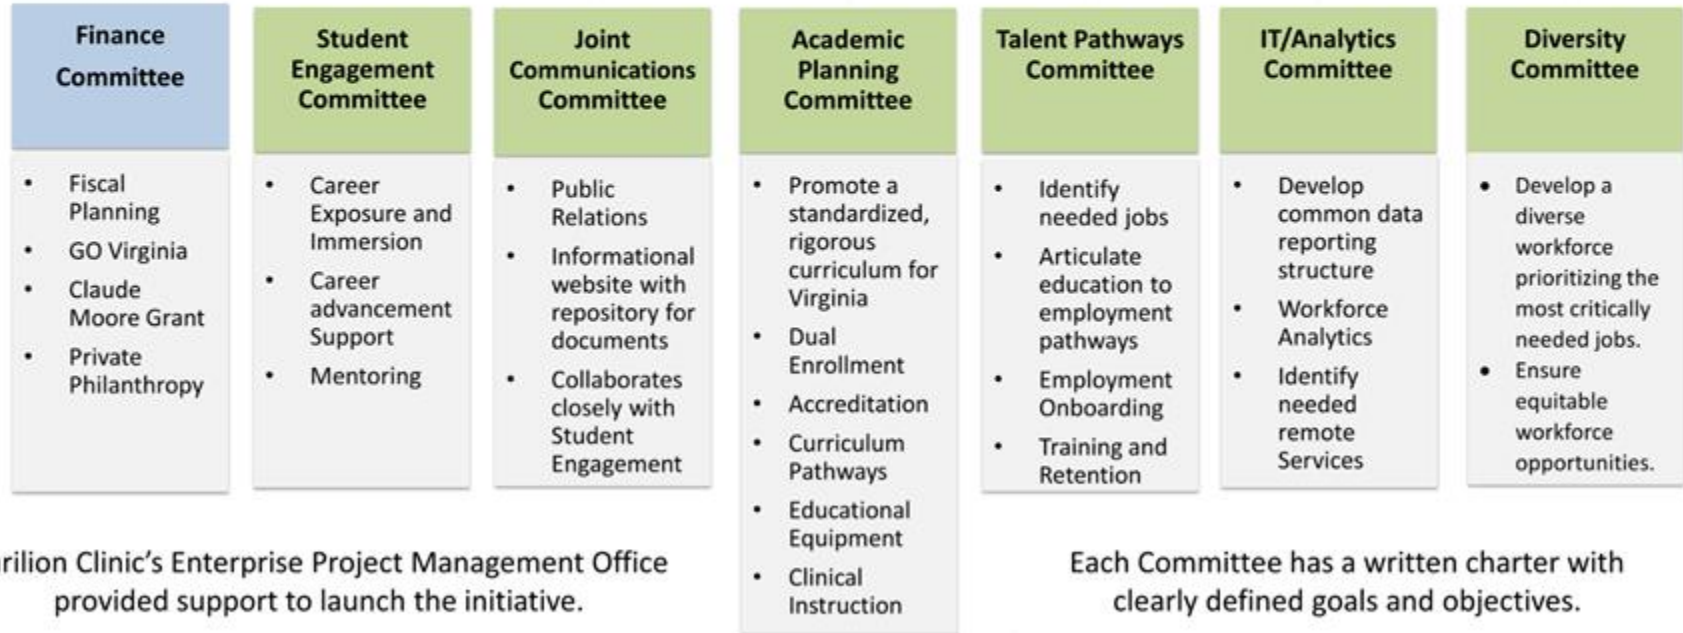 Finance
Committee
• Fiscal
Planning
• GO Virginia
• Claude
Moore Grant
• Private
Philanthropy
Student
Engagement
Committee
• Career
Exposure and
Immersion
• Career
advancement
Support
• Mentoring
Joint
Communications
Committee
• Public
Relations
• Informational
website with
repository for
documents
• Collaborates
closely with
Student
Engagement
Academic
Planning
Committee
• Promote a
standardized,
rigorous
curriculum for
Virginia
• Dual
Enrollment
• Accreditation
• Curriculum
Pathways
• Educational
Equipment
• Clinical
Instruction
Talent Pathways
Committee
• Identify
needed jobs
• Articulate
education to
employment
pathways
• Employment
Onboarding
• Training and
Retention
IT/Analytics
Committee
• Develop
common data
reporting
structure
• Workforce
Analytics
• Identify
needed
remote
Services
Diversity
Committee
• Develop a
diverse
workforce
prioritizing the
most critically
needed jobs.
• Ensure
equitable
workforce
opportunities.
rilion Clinic's Enterprise Project Management Office
provided support to launch the initiative.
Each Committee has a written charter with
clearly defined goals and objectives.